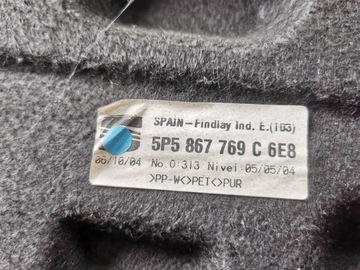 SPAIN-Findlay Ind. E.(103)
5P5 867 769 C 6E8
06/10/04 No.0:313 Nivel:05/05/04
>PP-W<>PET<>PUR